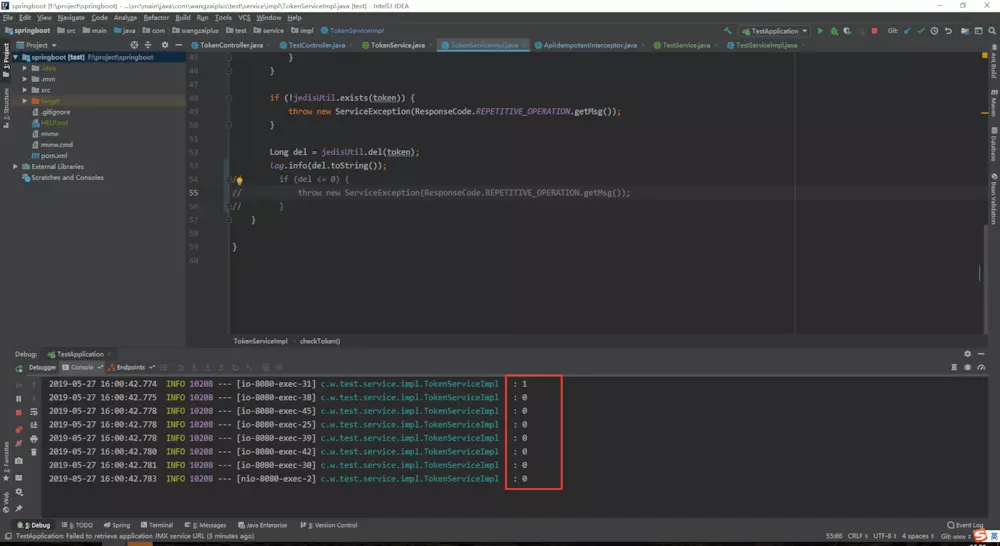 springboot [F:\project\springboot] - ...\src\main\java\com\wangzaiplus\test\service\impl\TokenServiceImpl.java [test] - IntelliJ IDEA
File Edit View Navigate Code Analyze Refactor Build Run Tools VCS Window Help
springboot src main java com wangzaiplus test service impl TokenServiceImpl TestApplication Git:
Project TokenController.java TestController.java TokenService.java TokenServiceImpl.java ApiIdempotentInterceptor.java TestService.java TestServiceImpl.java
springboot [test] F:\project\springboot
.idea
.mvn
src
target
.gitignore
HELP.md
mvnw
mvnw.cmd
pom.xml
External Libraries
Scratches and Consoles
1: Project
7: Structure
2: Favorites
Web
Ant Build
Maven
Database
Bean Validation
45 }
46 }
47
48 if (!jedisUtil.exists(token)) {
49 throw new ServiceException(ResponseCode.REPETITIVE_OPERATION.getMsg());
50 }
51
52 Long del = jedisUtil.del(token);
53 log.info(del.toString());
54 // if (del <= 0) {
55 // throw new ServiceException(ResponseCode.REPETITIVE_OPERATION.getMsg());
56 // }
57 }
58
59 }
60
TokenServiceImpl checkToken()
Debug: TestApplication
Debugger Console Endpoints
2019-05-27 16:00:42.774 INFO 10208 --- [io-8080-exec-31] c.w.test.service.impl.TokenServiceImpl : 1
2019-05-27 16:00:42.775 INFO 10208 --- [io-8080-exec-38] c.w.test.service.impl.TokenServiceImpl : 0
2019-05-27 16:00:42.778 INFO 10208 --- [io-8080-exec-45] c.w.test.service.impl.TokenServiceImpl : 0
2019-05-27 16:00:42.778 INFO 10208 --- [io-8080-exec-25] c.w.test.service.impl.TokenServiceImpl : 0
2019-05-27 16:00:42.778 INFO 10208 --- [io-8080-exec-39] c.w.test.service.impl.TokenServiceImpl : 0
2019-05-27 16:00:42.780 INFO 10208 --- [io-8080-exec-42] c.w.test.service.impl.TokenServiceImpl : 0
2019-05-27 16:00:42.781 INFO 10208 --- [io-8080-exec-30] c.w.test.service.impl.TokenServiceImpl : 0
2019-05-27 16:00:42.783 INFO 10208 --- [nio-8080-exec-2] c.w.test.service.impl.TokenServiceImpl : 0
5: Debug 6: TODO Spring Terminal 0: Messages Java Enterprise 9: Version Control Event Log
TestApplication: Failed to retrieve application JMX service URL (3 minutes ago) 55:86 CRLF UTF-8 4 spaces Git: www 英